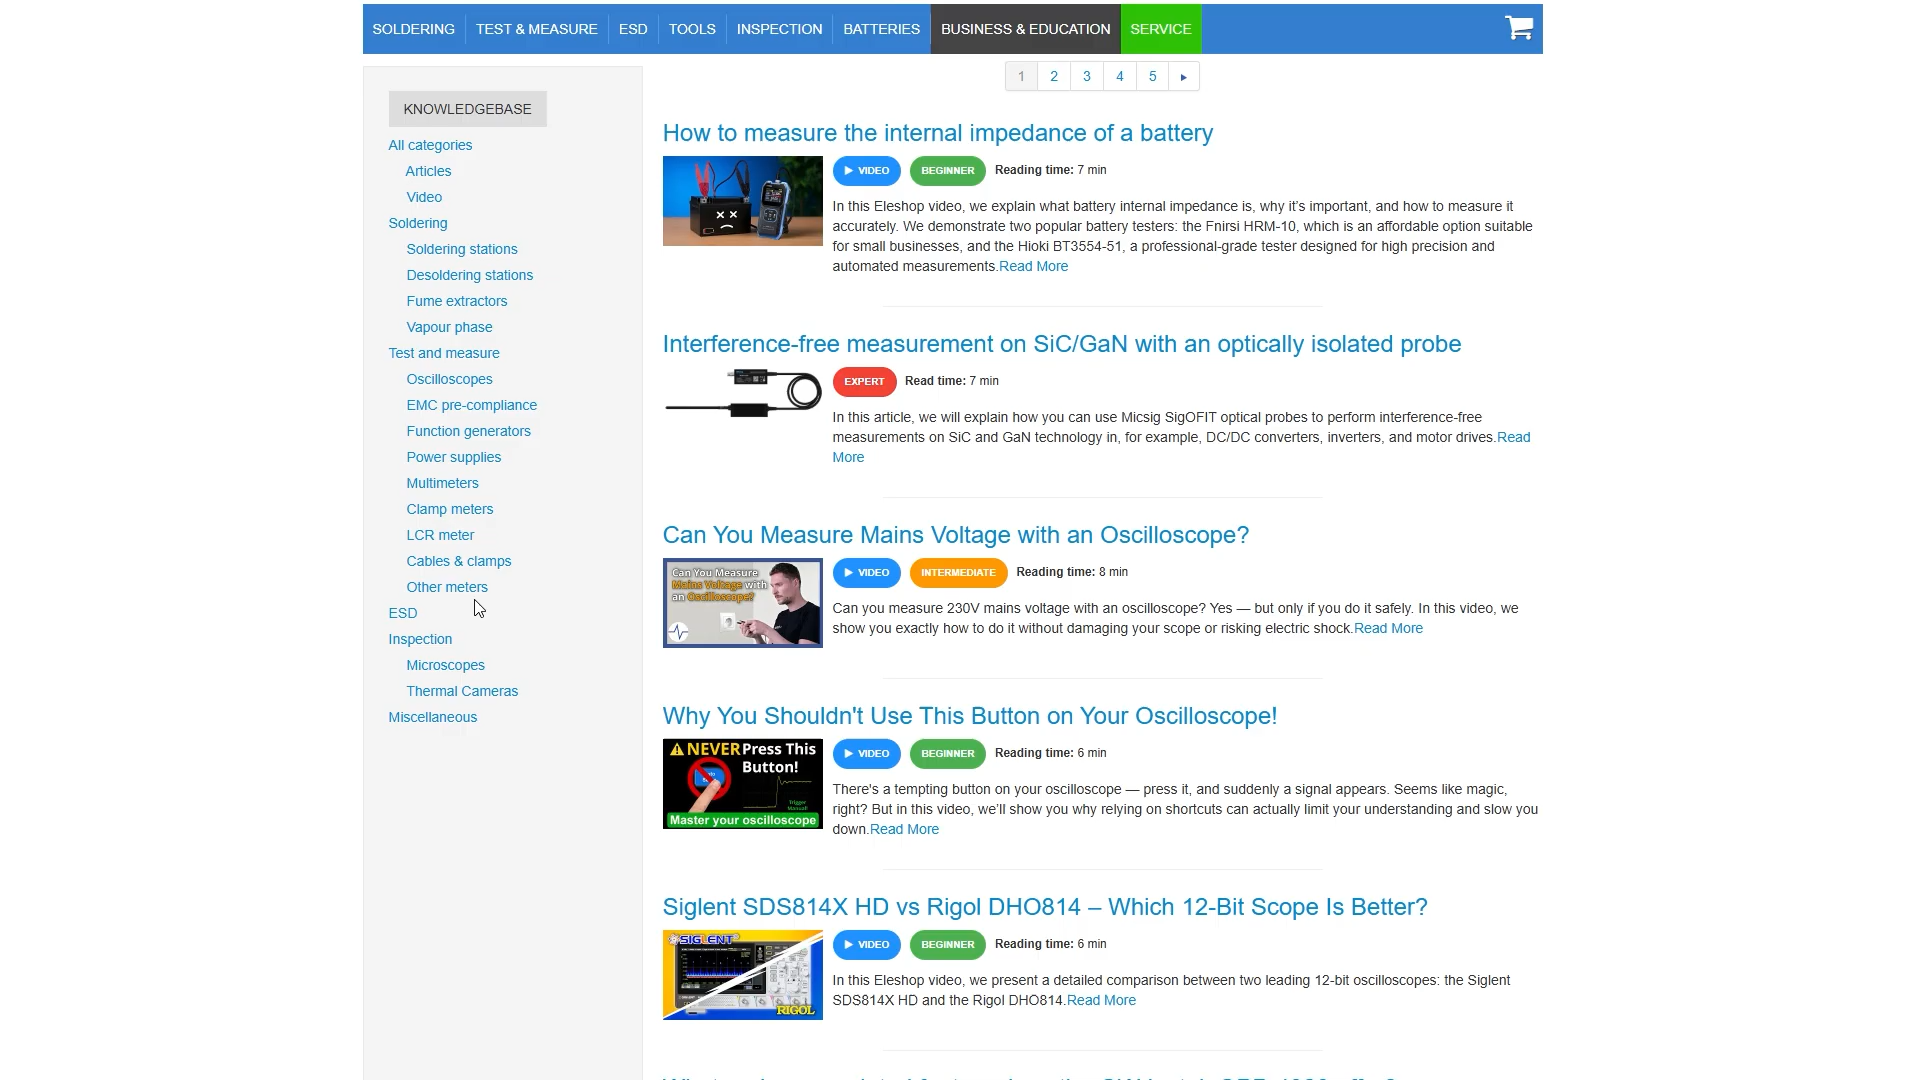 SOLDERING TEST & MEASURE ESD TOOLS INSPECTION BATTERIES BUSINESS & EDUCATION SERVICE
1 2 3 4 5 ►
KNOWLEDGEBASE
All categories
Articles
Video
Soldering
Soldering stations
Desoldering stations
Fume extractors
Vapour phase
Test and measure
Oscilloscopes
EMC pre-compliance
Function generators
Power supplies
Multimeters
Clamp meters
LCR meter
Cables & clamps
Other meters
ESD
Inspection
Microscopes
Thermal Cameras
Miscellaneous
How to measure the internal impedance of a battery
► VIDEO BEGINNER Reading time: 7 min
In this Eleshop video, we explain what battery internal impedance is, why it’s important, and how to measure it
accurately. We demonstrate two popular battery testers: the Fnirsi HRM-10, which is an affordable option suitable
for small businesses, and the Hioki BT3554-51, a professional-grade tester designed for high precision and
automated measurements.Read More
Interference-free measurement on SiC/GaN with an optically isolated probe
EXPERT Read time: 7 min
In this article, we will explain how you can use Micsig SigOFIT optical probes to perform interference-free
measurements on SiC and GaN technology in, for example, DC/DC converters, inverters, and motor drives.Read
More
Can You Measure Mains Voltage with an Oscilloscope?
Can You Measure
Mains Voltage with
an Oscilloscope?
► VIDEO INTERMEDIATE Reading time: 8 min
Can you measure 230V mains voltage with an oscilloscope? Yes — but only if you do it safely. In this video, we
show you exactly how to do it without damaging your scope or risking electric shock.Read More
Why You Shouldn't Use This Button on Your Oscilloscope!
NEVER Press This
Button!
Trigger
Manual!
Master your oscilloscope
► VIDEO BEGINNER Reading time: 6 min
There's a tempting button on your oscilloscope — press it, and suddenly a signal appears. Seems like magic,
right? But in this video, we’ll show you why relying on shortcuts can actually limit your understanding and slow you
down.Read More
Siglent SDS814X HD vs Rigol DHO814 – Which 12-Bit Scope Is Better?
SIGLENT
RIGOL
► VIDEO BEGINNER Reading time: 6 min
In this Eleshop video, we present a detailed comparison between two leading 12-bit oscilloscopes: the Siglent
SDS814X HD and the Rigol DHO814.Read More